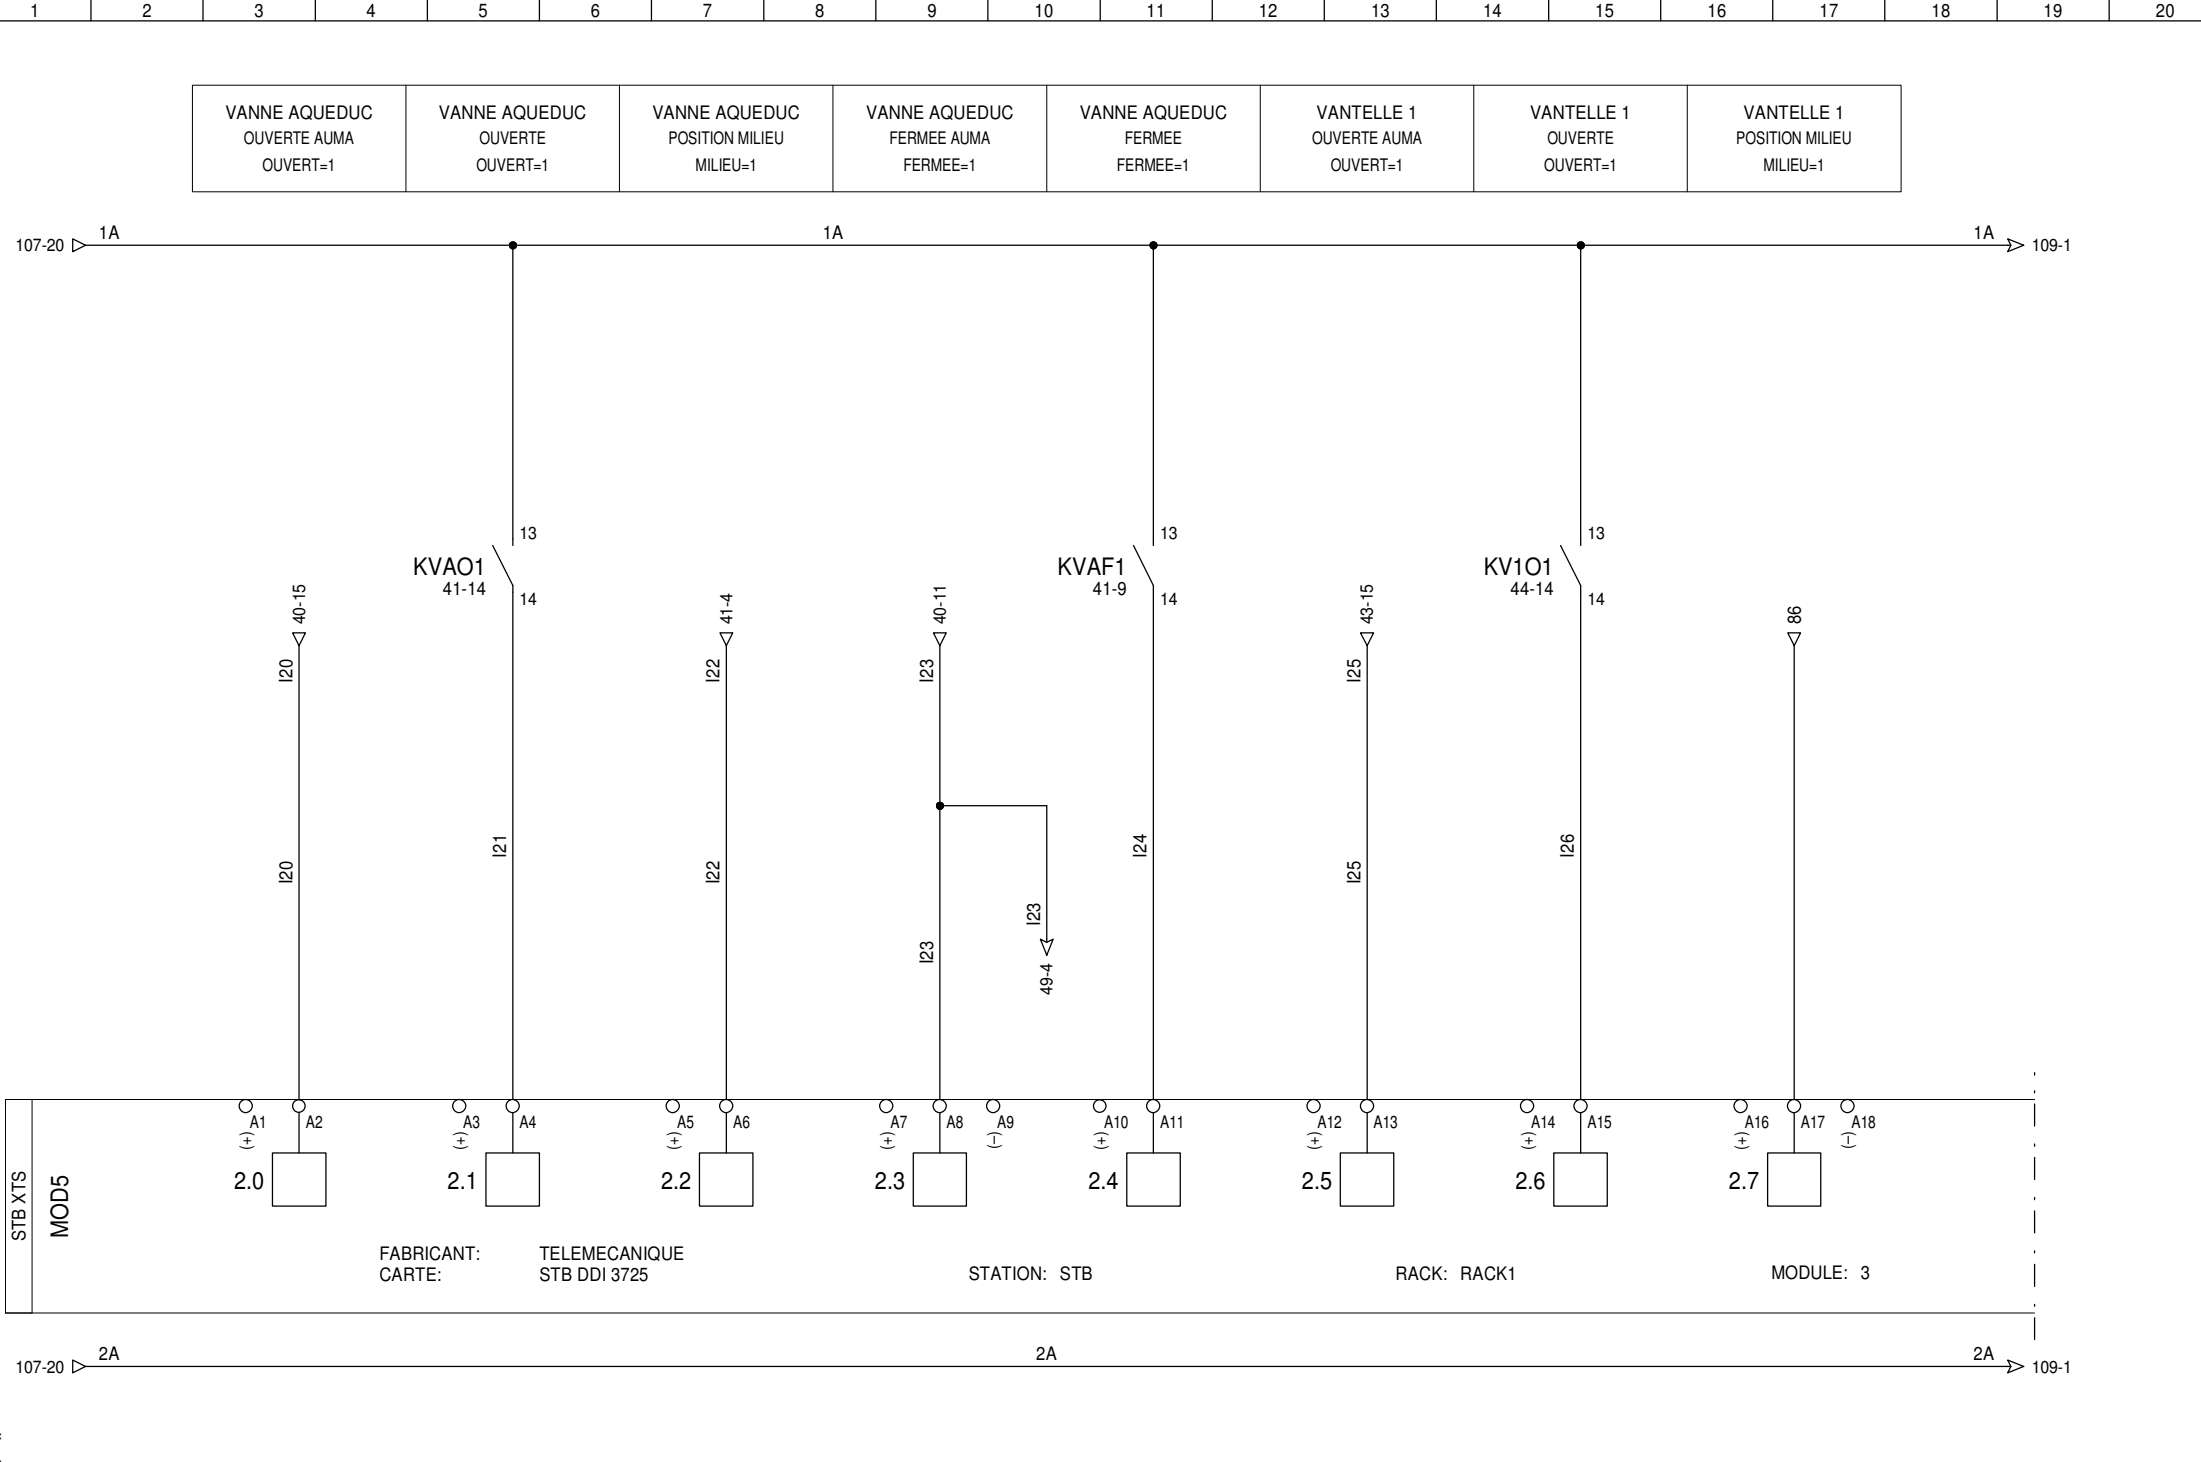 1 2 3 4 5 6 7 8 9 10 11 12 13 14 15 16 17 18 19 20
VANNE AQUEDUC
OUVERTE AUMA
OUVERT=1
VANNE AQUEDUC
OUVERTE
OUVERT=1
VANNE AQUEDUC
POSITION MILIEU
MILIEU=1
VANNE AQUEDUC
FERMEE AUMA
FERMEE=1
VANNE AQUEDUC
FERMEE
FERMEE=1
VANTELLE 1
OUVERTE AUMA
OUVERT=1
VANTELLE 1
OUVERTE
OUVERT=1
VANTELLE 1
POSITION MILIEU
MILIEU=1
107-20 1A 1A 1A 109-1
13 13 13
KVAO1
41-14
14
KVAF1
41-9
14
KV1O1
44-14
14
40-15 41-4 40-11 43-15 86
I20 I22 I23 I25
I20 I21 I22 I24 I25 I26
I23 I23
49-4
A1 A2 A3 A4 A5 A6 A7 A8 A9 A10 A11 A12 A13 A14 A15 A16 A17 A18
(+) (+) (+) (+) (–) (+) (+) (+) (+) (–)
STB XTS
MOD5
2.0 2.1 2.2 2.3 2.4 2.5 2.6 2.7
FABRICANT: TELEMECANIQUE
CARTE: STB DDI 3725
STATION: STB
RACK: RACK1
MODULE: 3
107-20 2A 2A 2A 109-1